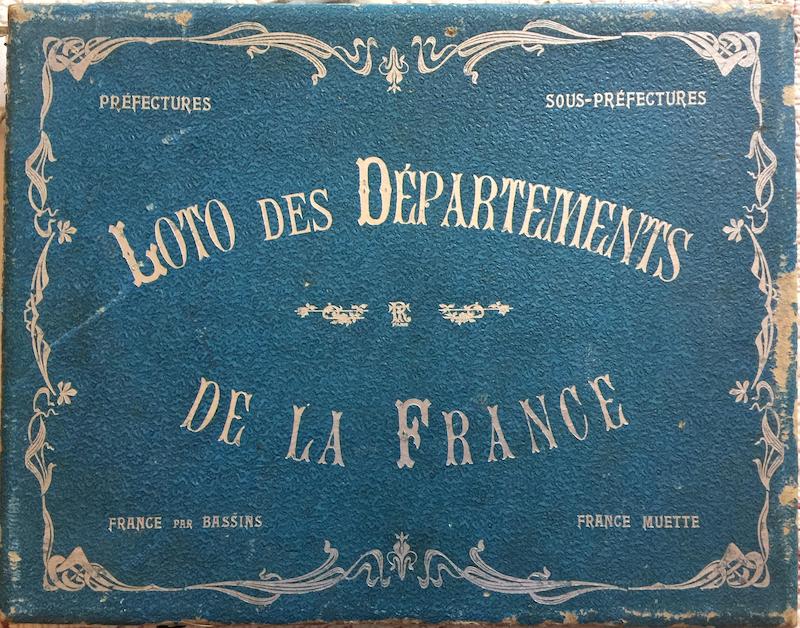 PRÉFECTURES
SOUS-PRÉFECTURES
LOTO DES DÉPARTEMENTS
DE LA FRANCE
FRANCE PAR BASSINS
FRANCE MUETTE